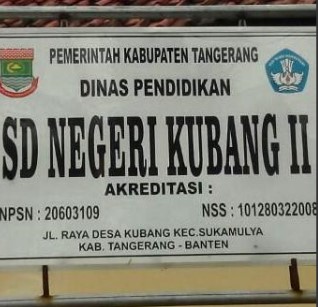 PEMERINTAH KABUPATEN TANGERANG
DINAS PENDIDIKAN
SD NEGERI KUBANG II
AKREDITASI :
NPSN : 20603109 NSS : 101280322008
JL. RAYA DESA KUBANG KEC.SUKAMULYA
KAB. TANGERANG - BANTEN